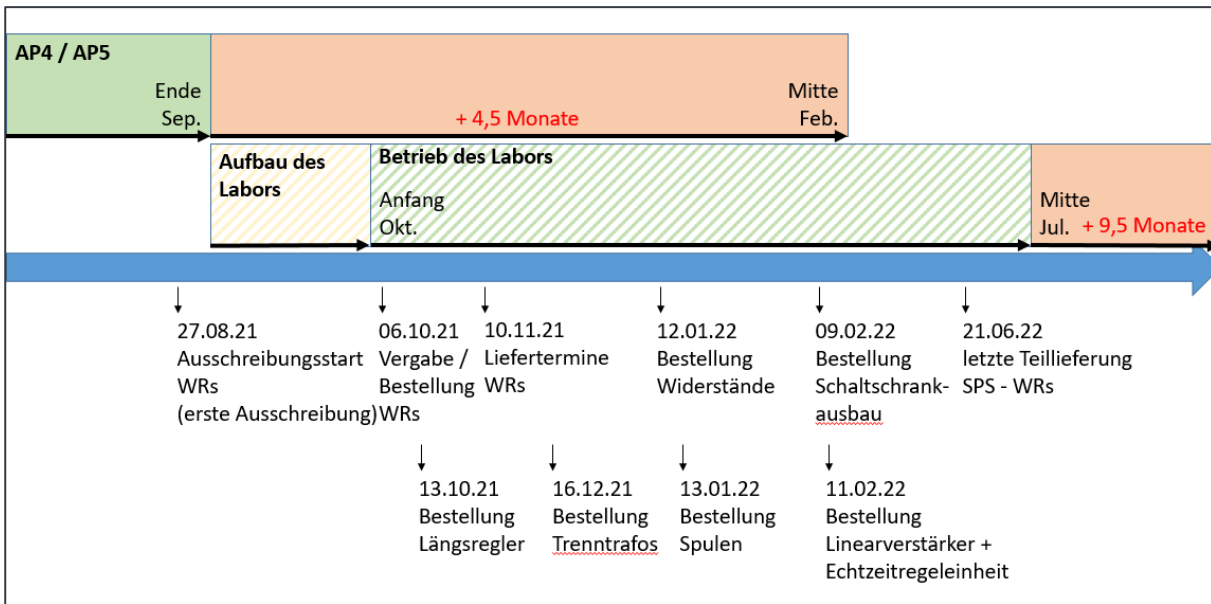 AP4 / AP5
Ende
Sep.
+ 4,5 Monate
Mitte
Feb.
Aufbau des
Labors
Betrieb des Labors
Anfang
Okt.
Mitte
Jul.
+ 9,5 Monate
27.08.21
Ausschreibungsstart
WRs
(erste Ausschreibung)
06.10.21
Vergabe /
Bestellung
WRs
10.11.21
Liefertermine
WRs
12.01.22
Bestellung
Widerstände
09.02.22
Bestellung
Schaltschrank-
ausbau
21.06.22
letzte Teillieferung
SPS - WRs
13.10.21
Bestellung
Längsregler
16.12.21
Bestellung
Trenntrafos
13.01.22
Bestellung
Spulen
11.02.22
Bestellung
Linearverstärker +
Echtzeitregeleinheit